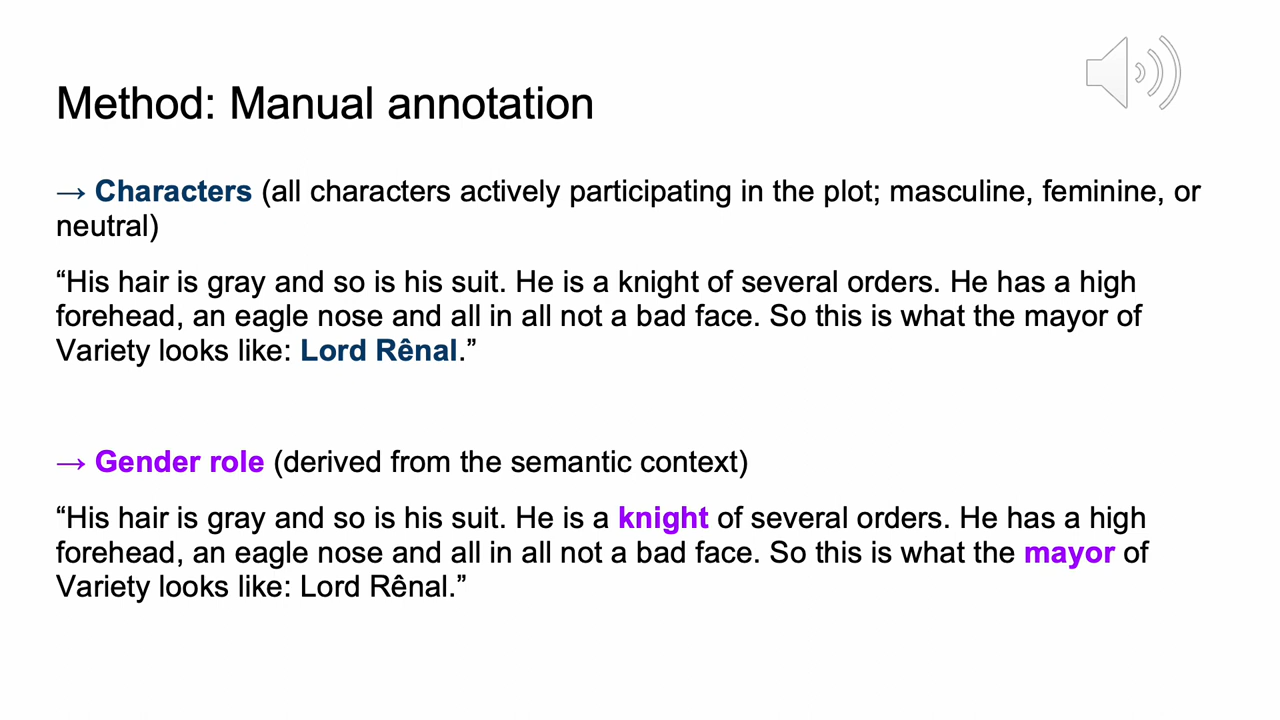 Method: Manual annotation
→ Characters (all characters actively participating in the plot; masculine, feminine, or
neutral)
“His hair is gray and so is his suit. He is a knight of several orders. He has a high
forehead, an eagle nose and all in all not a bad face. So this is what the mayor of
Variety looks like: Lord Rênal.”
→ Gender role (derived from the semantic context)
“His hair is gray and so is his suit. He is a knight of several orders. He has a high
forehead, an eagle nose and all in all not a bad face. So this is what the mayor of
Variety looks like: Lord Rênal.”